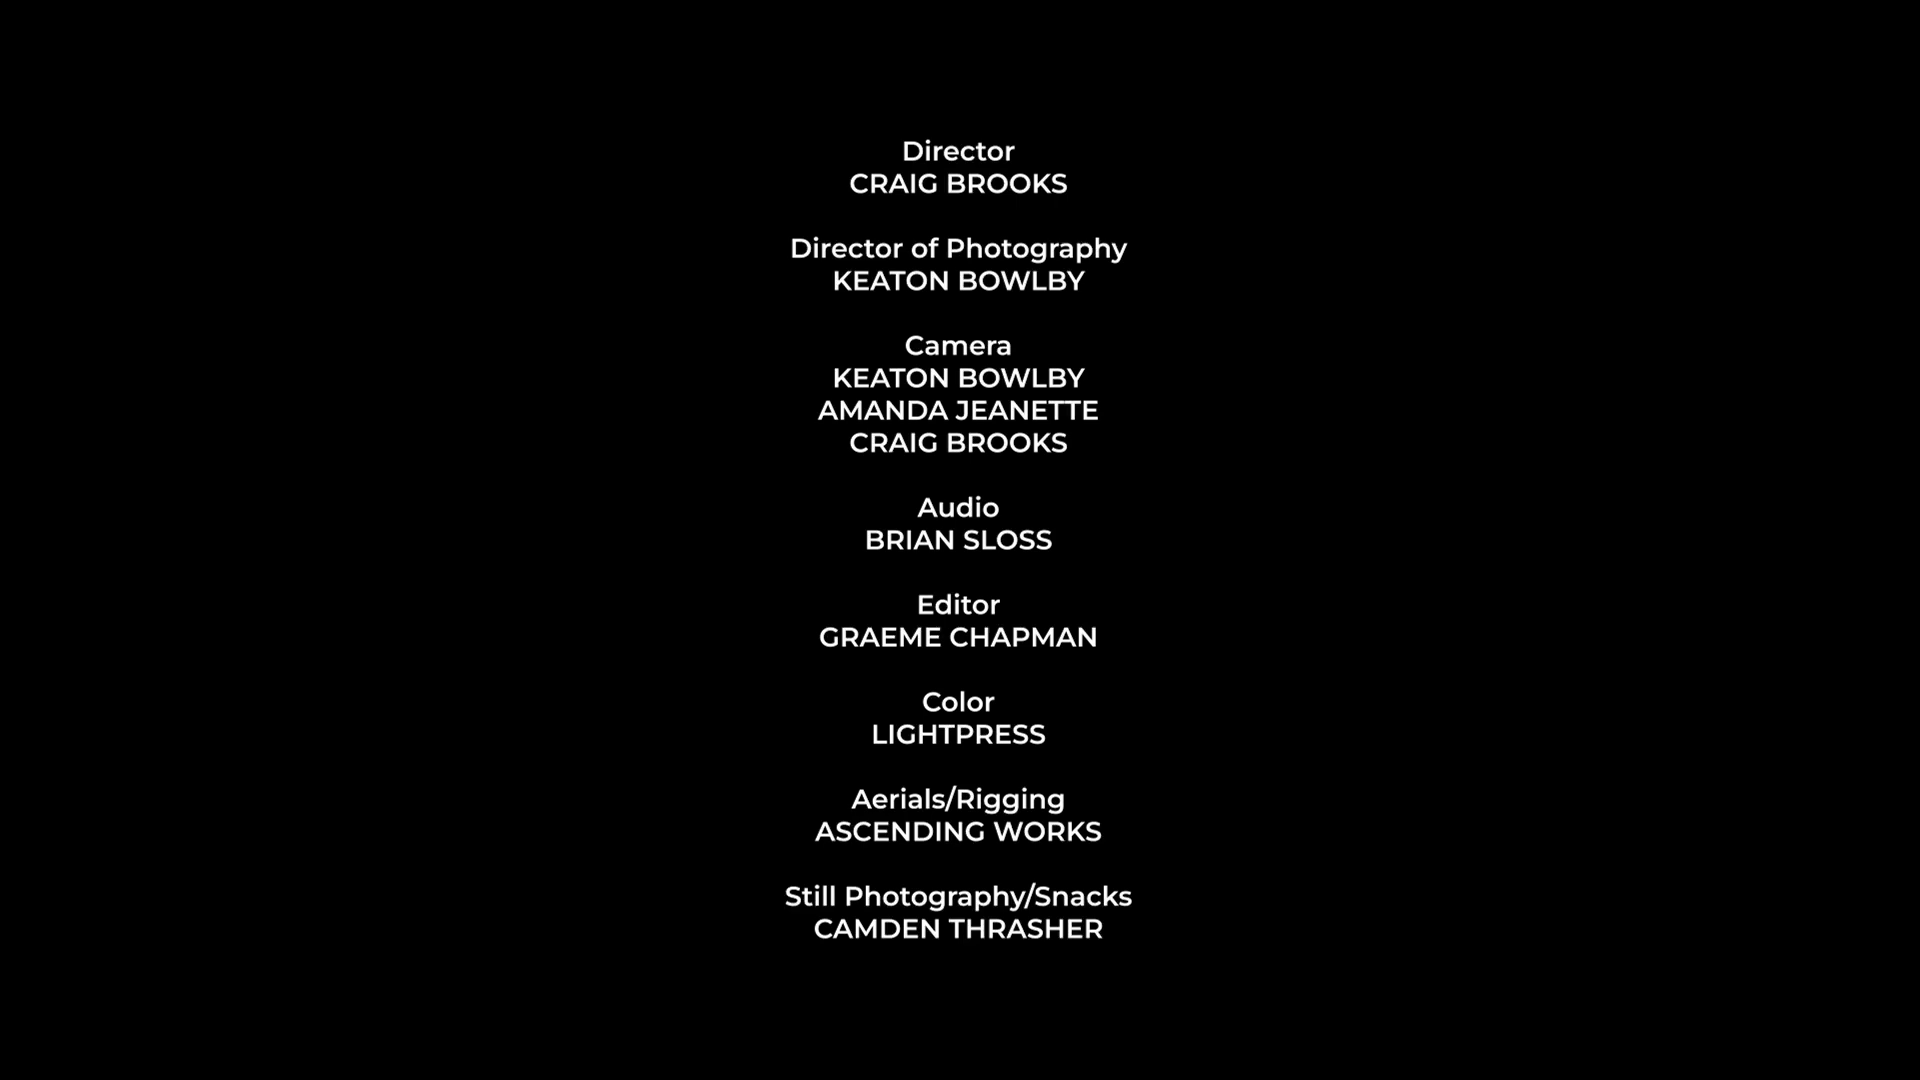 Director
CRAIG BROOKS
Director of Photography
KEATON BOWLBY
Camera
KEATON BOWLBY
AMANDA JEANETTE
CRAIG BROOKS
Audio
BRIAN SLOSS
Editor
GRAEME CHAPMAN
Color
LIGHTPRESS
Aerials/Rigging
ASCENDING WORKS
Still Photography/Snacks
CAMDEN THRASHER